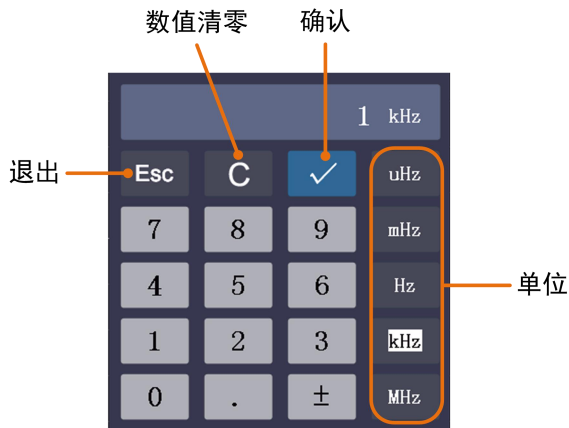 数值清零 确认
1 kHz
退出 Esc C ✓ uHz
7 8 9 mHz
4 5 6 Hz 单位
1 2 3 kHz
0 . ± MHz